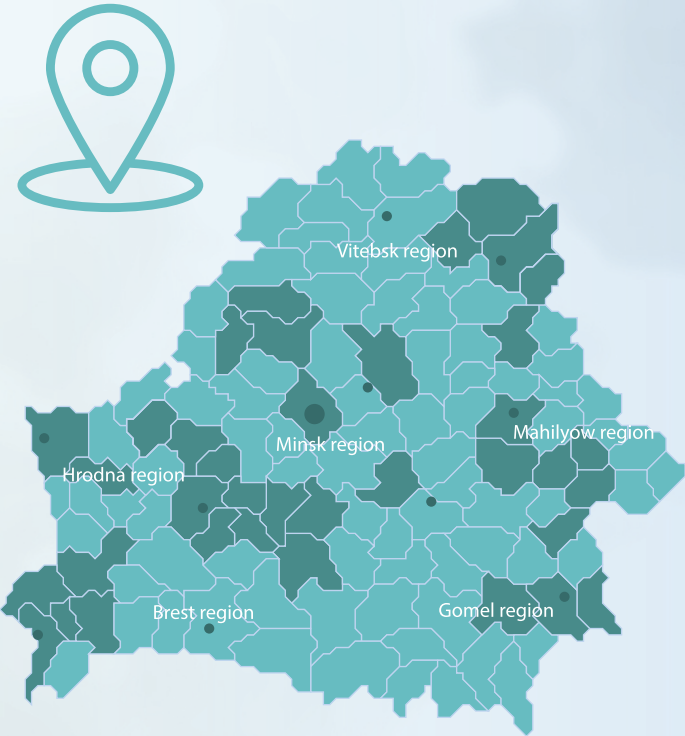 Vitebsk region
Mahilyow region
Minsk region
Hrodna region
Brest region
Gomel region